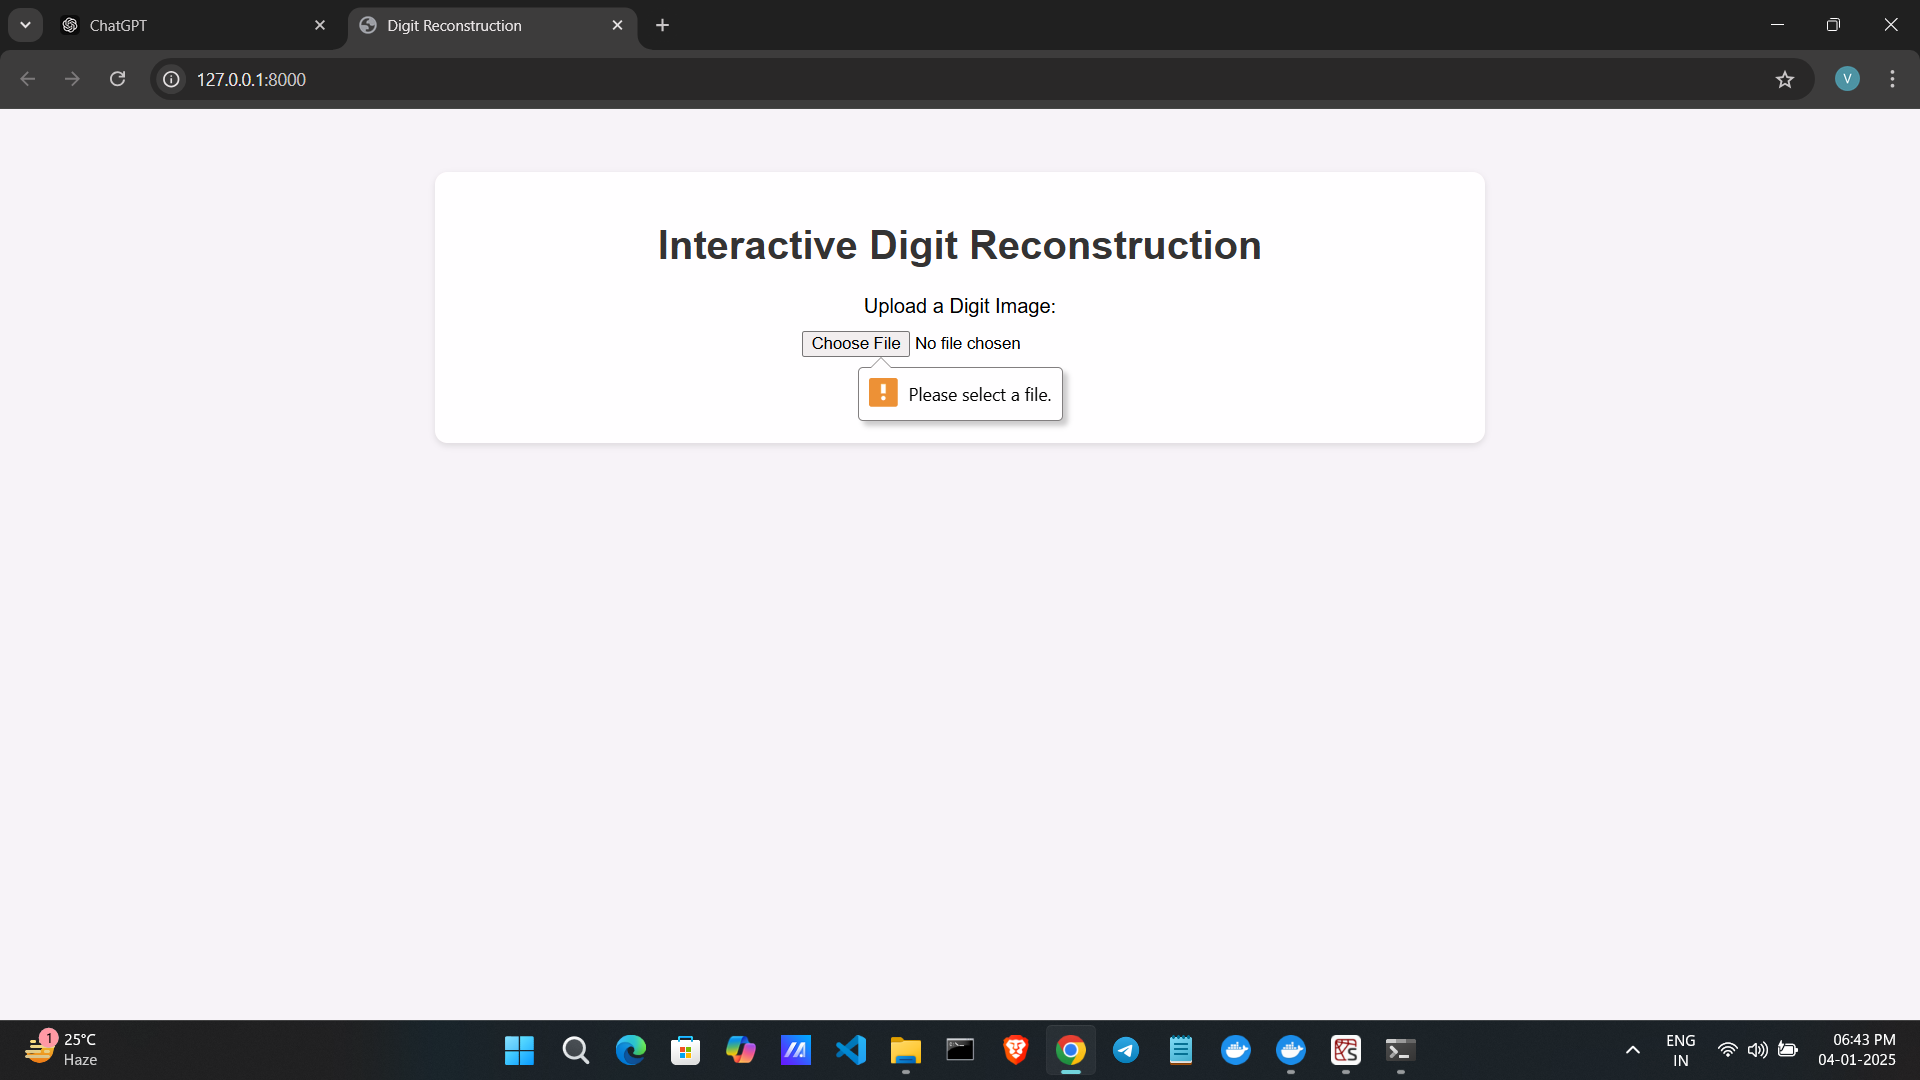 ChatGPT
Digit Reconstruction
127.0.0.1:8000
V
Interactive Digit Reconstruction
Upload a Digit Image:
Choose File No file chosen
! Please select a file.
1
25°C
Haze
ENG
IN
06:43 PM
04-01-2025